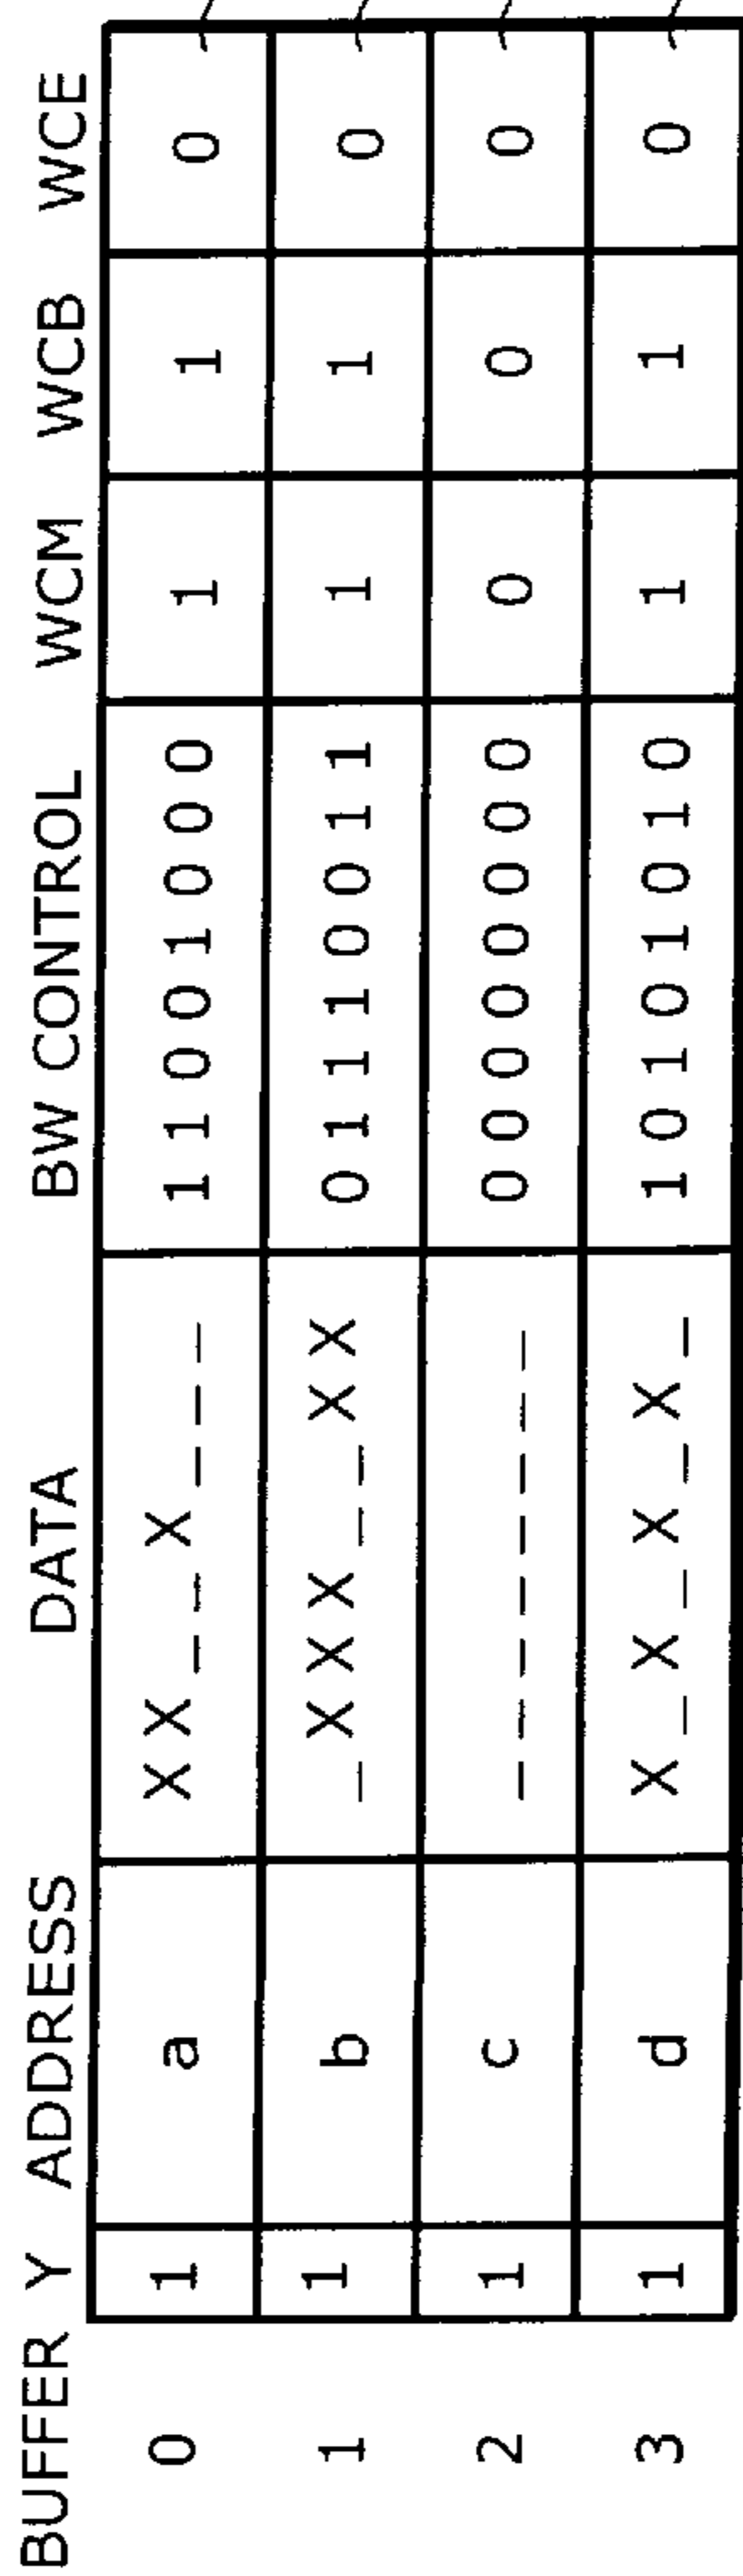 BUFFER Y ADDRESS DATA BW CONTROL WCM WCB WCE
0 1 a XX__X___ 11001000 1 1 0
1 1 b _XXX__XX 01110011 1 1 0
2 1 c ________ 00000000 0 0 0
3 1 d X_X_X_X_ 10101010 1 1 0